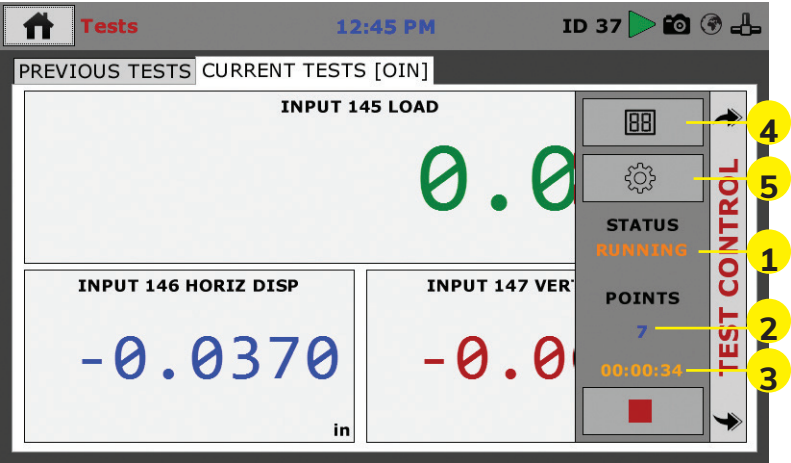 Tests
12:45 PM
ID 37
PREVIOUS TESTS
CURRENT TESTS [OIN]
INPUT 145 LOAD
0.0
INPUT 146 HORIZ DISP
-0.0370
in
INPUT 147 VER
-0.0
88
STATUS
RUNNING
POINTS
7
00:00:34
TEST CONTROL
4
5
1
2
3